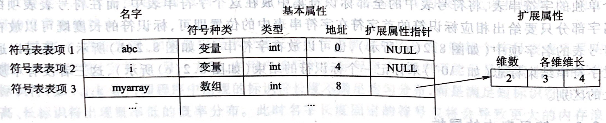 名字 基本属性 扩展属性
符号种类 类型 地址 扩展属性指针
符号表表项 1 abc 变量 int 0 NULL
符号表表项 2 i 变量 int 4 NULL
符号表表项 3 myarray 数组 int 8
维数 各维维长
2 3 4
... ...